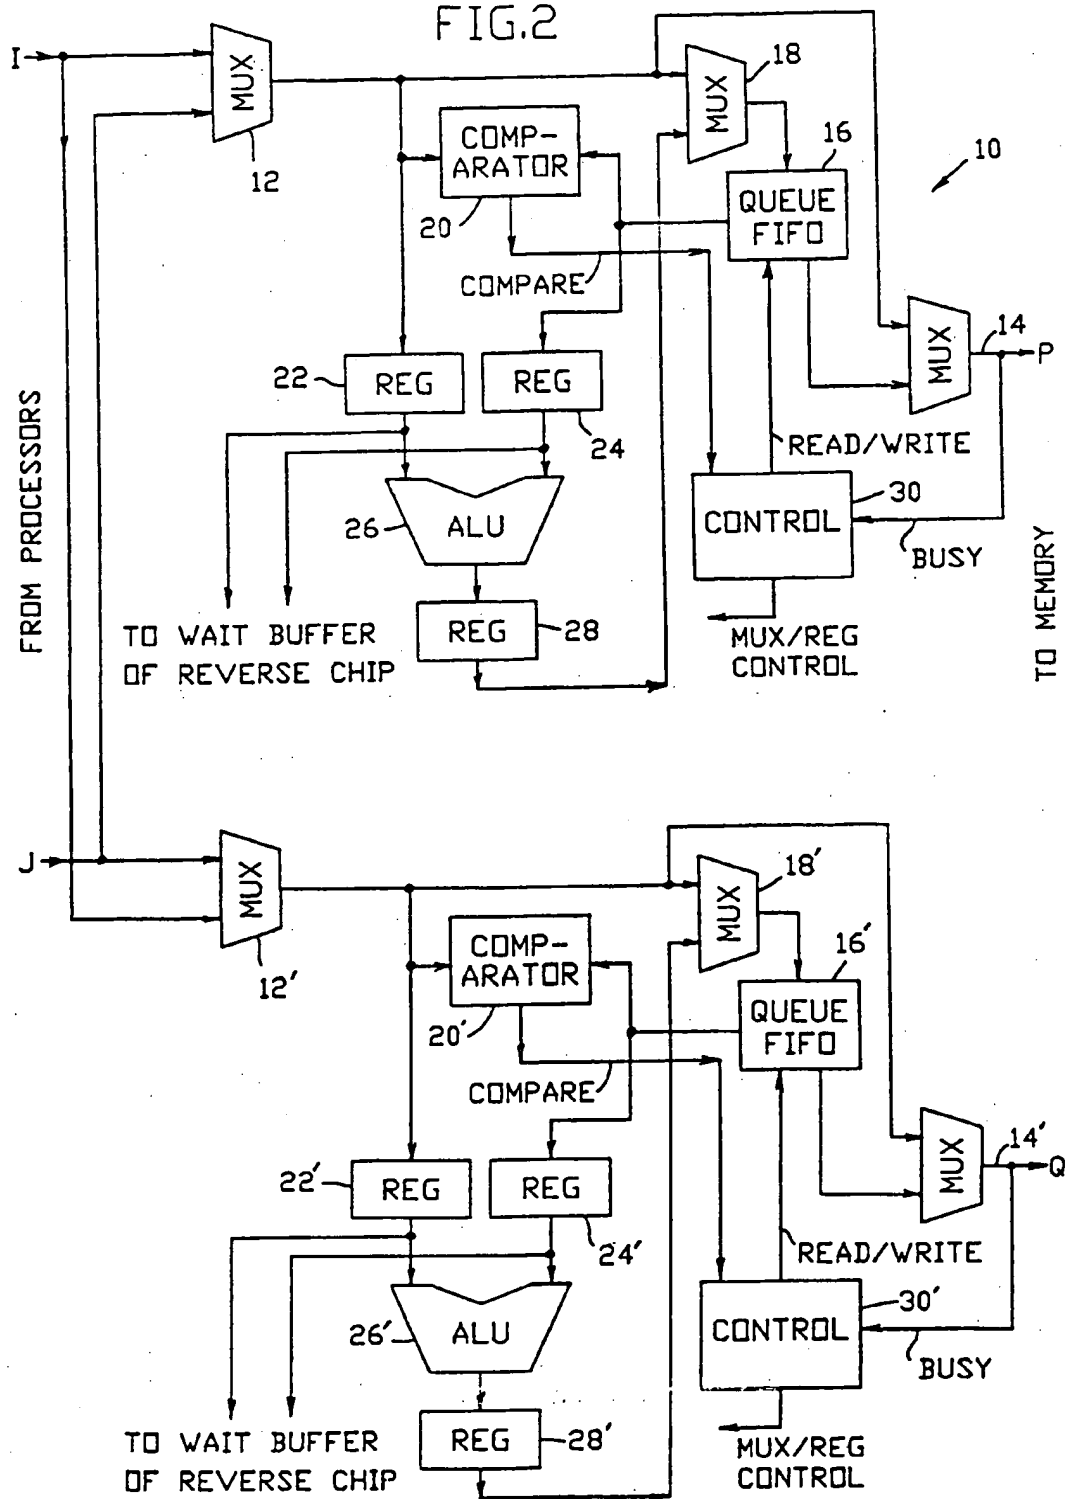 FIG.2
I
MUX
12
MUX
18
COMP-
ARATOR
20
16
QUEUE
FIFO
10
COMPARE
MUX
14
P
22
REG
REG
24
READ/WRITE
FROM PROCESSORS
26
ALU
CONTROL
30
BUSY
TO MEMORY
TO WAIT BUFFER
OF REVERSE CHIP
REG
28
MUX/REG
CONTROL
J
MUX
12'
MUX
18'
COMP-
ARATOR
20'
16'
QUEUE
FIFO
COMPARE
MUX
14'
Q
22'
REG
REG
24'
READ/WRITE
26'
ALU
CONTROL
30'
BUSY
TO WAIT BUFFER
OF REVERSE CHIP
REG
28'
MUX/REG
CONTROL